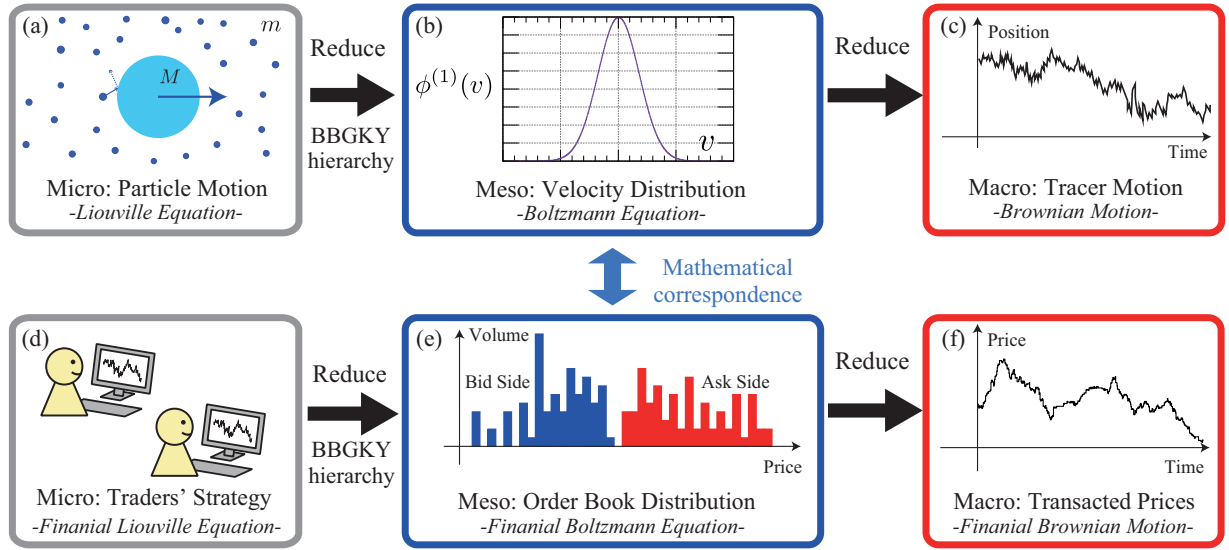 (a)
m
M
Micro: Particle Motion
-Liouville Equation-
Reduce
BBGKY
hierarchy
(b)
ϕ⁽¹⁾(v)
v
Meso: Velocity Distribution
-Boltzmann Equation-
Reduce
(c)
Position
Time
Macro: Tracer Motion
-Brownian Motion-
Mathematical
correspondence
(d)
Micro: Traders' Strategy
-Finanial Liouville Equation-
Reduce
BBGKY
hierarchy
(e)
Volume
Bid Side
Ask Side
Price
Meso: Order Book Distribution
-Finanial Boltzmann Equation-
Reduce
(f)
Price
Time
Macro: Transacted Prices
-Finanial Brownian Motion-